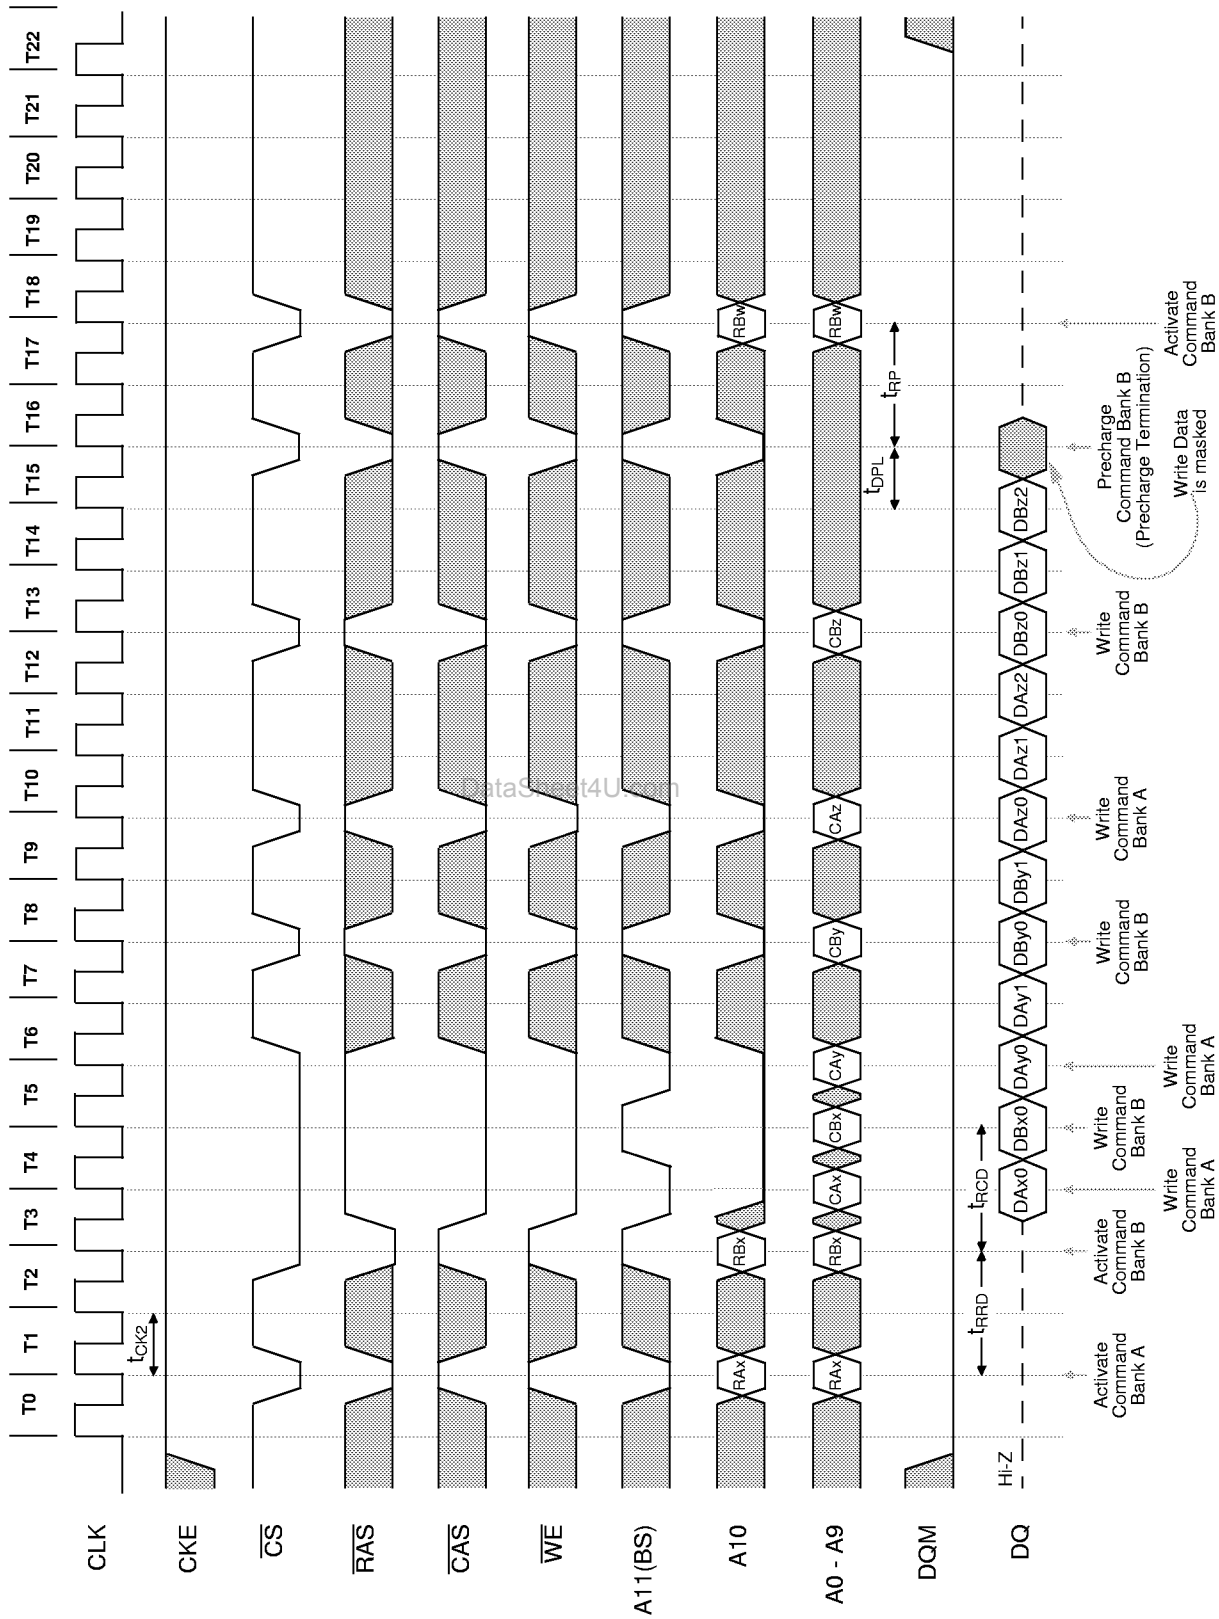 T0 T1 T2 T3 T4 T5 T6 T7 T8 T9 T10 T11 T12 T13 T14 T15 T16 T17 T18 T19 T20 T21 T22
CLK
tCK2
CKE
CS
RAS
CAS
DataSheet4U.com
WE
A11(BS)
A10
RAx RBx RBw
A0 - A9
RAx RBx CAx CBx CAy CBy CAz CBz RBw
tDPL tRP
DQM
tRRD tRCD
DQ
Hi-Z
DAx0 DBx0 DAy0 DAy1 DBy0 DBy1 DAz0 DAz1 DAz2 DBz0 DBz1 DBz2
Activate
Command
Bank A
Activate
Command
Bank B
Write
Command
Bank A
Write
Command
Bank B
Write
Command
Bank A
Write
Command
Bank B
Write
Command
Bank A
Write
Command
Bank B
Precharge
Command Bank B
(Precharge Termination)
Write Data
is masked
Activate
Command
Bank B